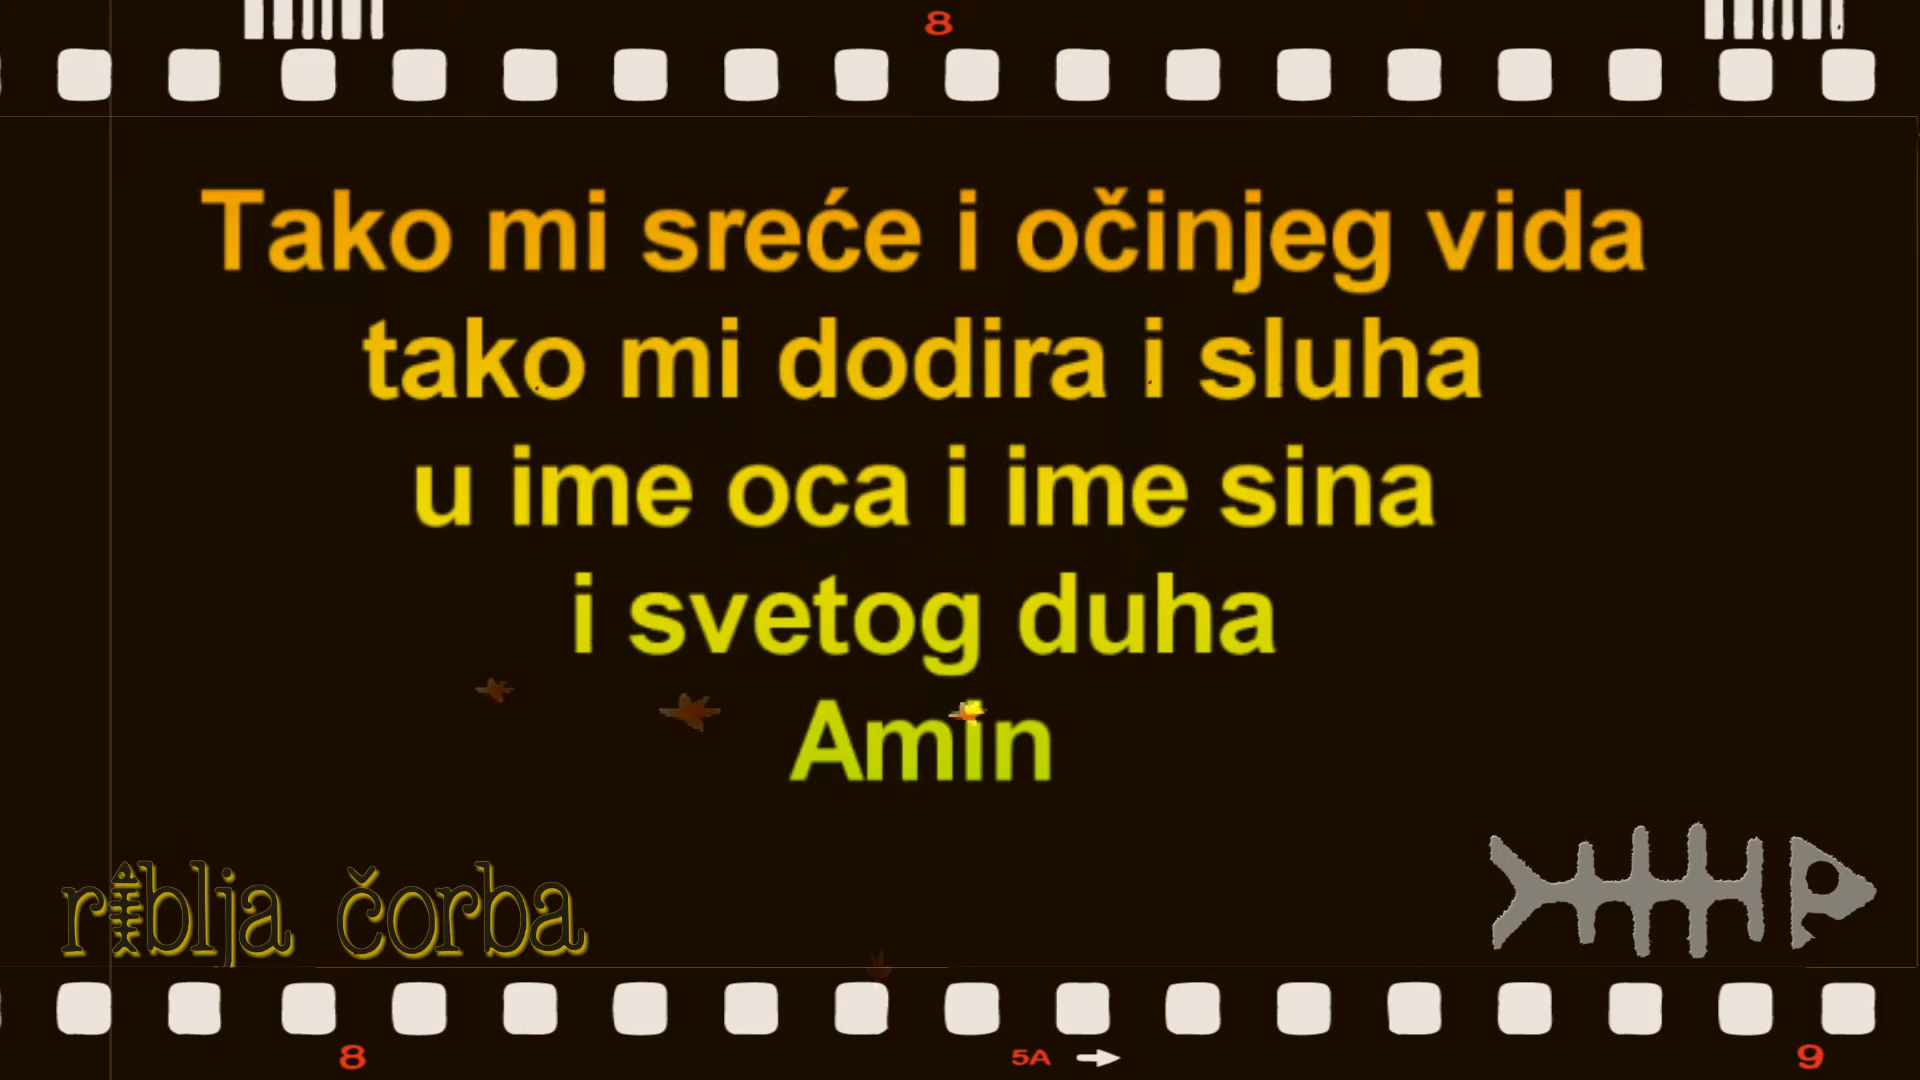 8
Tako mi sreće i očinjeg vida
tako mi dodira i sluha
u ime oca i ime sina
i svetog duha
Amin
riblja čorba
8 5A 9